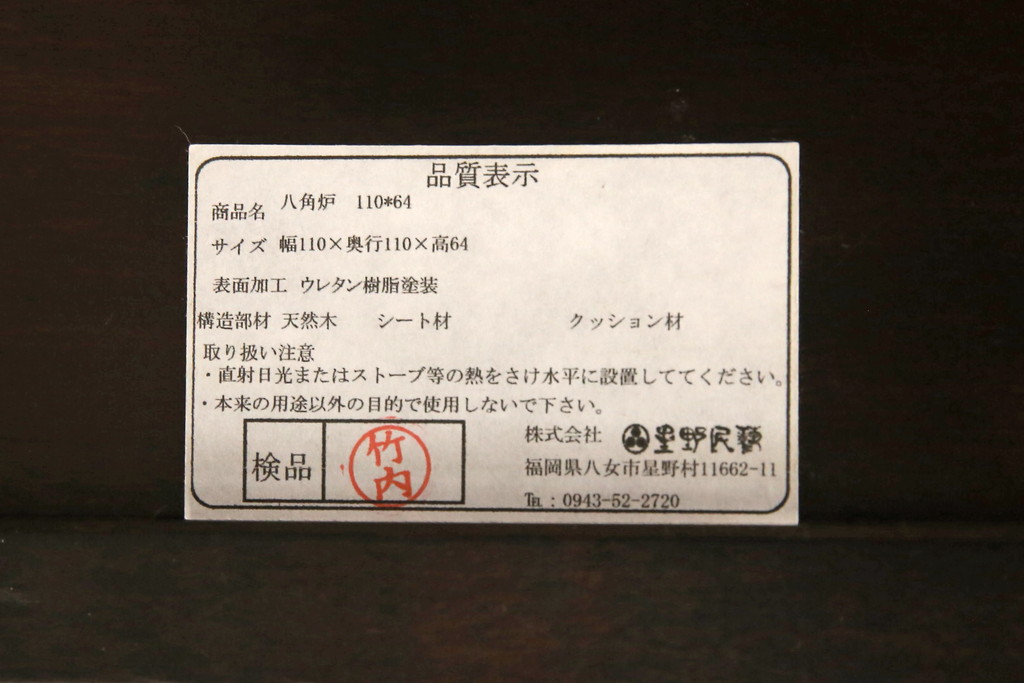 品質表示
商品名 八角炉 110*64
サイズ 幅110×奥行110×高64
表面加工 ウレタン樹脂塗装
構造部材 天然木 シート材 クッション材
取り扱い注意
・直射日光またはストーブ等の熱をさけ水平に設置しててください。
・本来の用途以外の目的で使用しないで下さい。
検品 竹内
株式会社 星野民藝
福岡県八女市星野村11662-11
℡：0943-52-2720